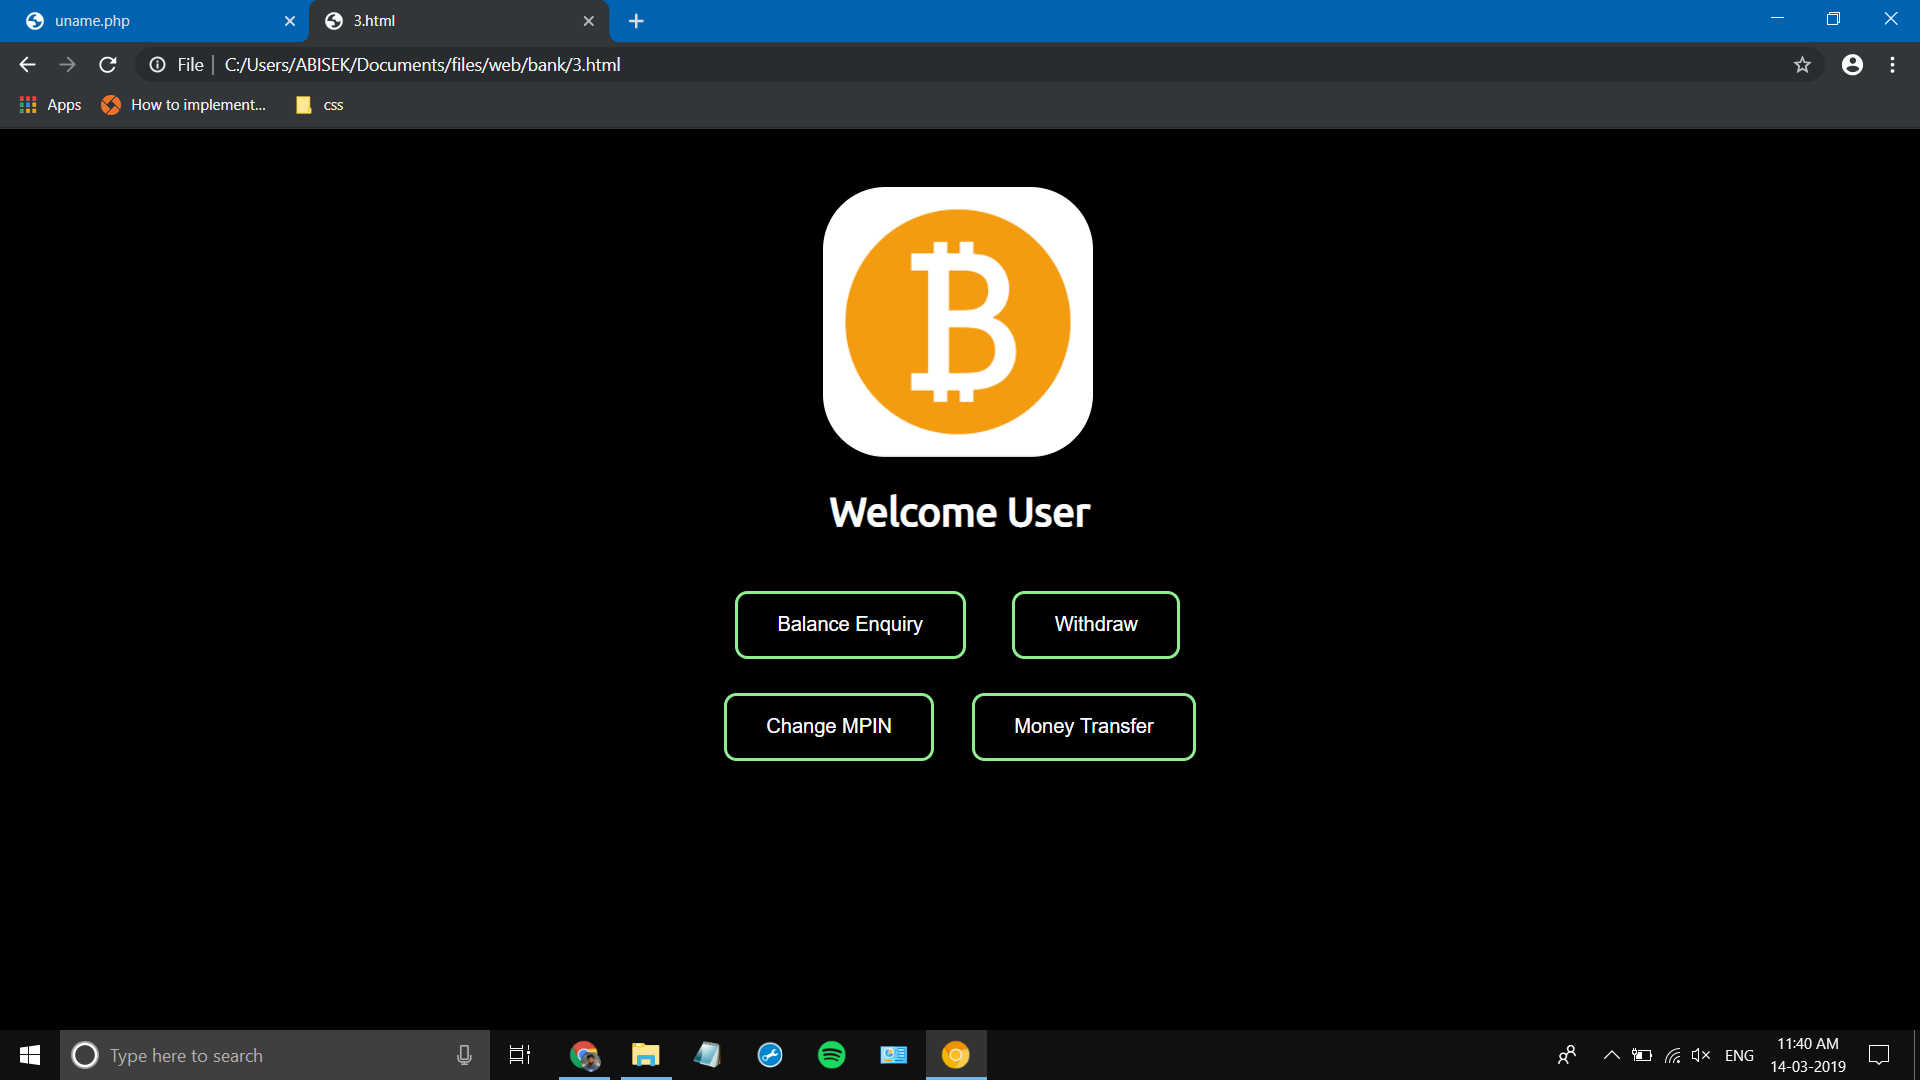 uname.php
3.html
File
C:/Users/ABISEK/Documents/files/web/bank/3.html
Apps
How to implement...
css
Welcome User
Balance Enquiry
Withdraw
Change MPIN
Money Transfer
Type here to search
ENG
11:40 AM
14-03-2019